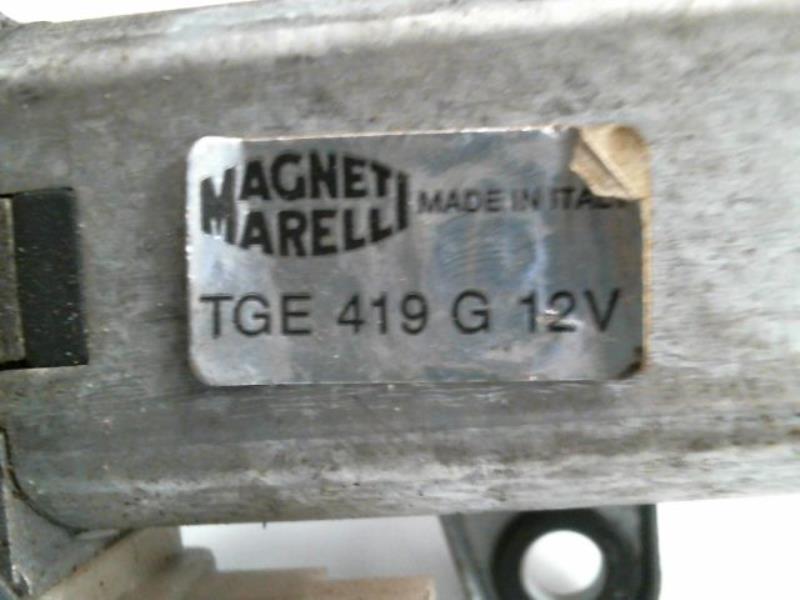 MAGNETI MARELLI MADE IN ITALY
TGE 419 G 12V